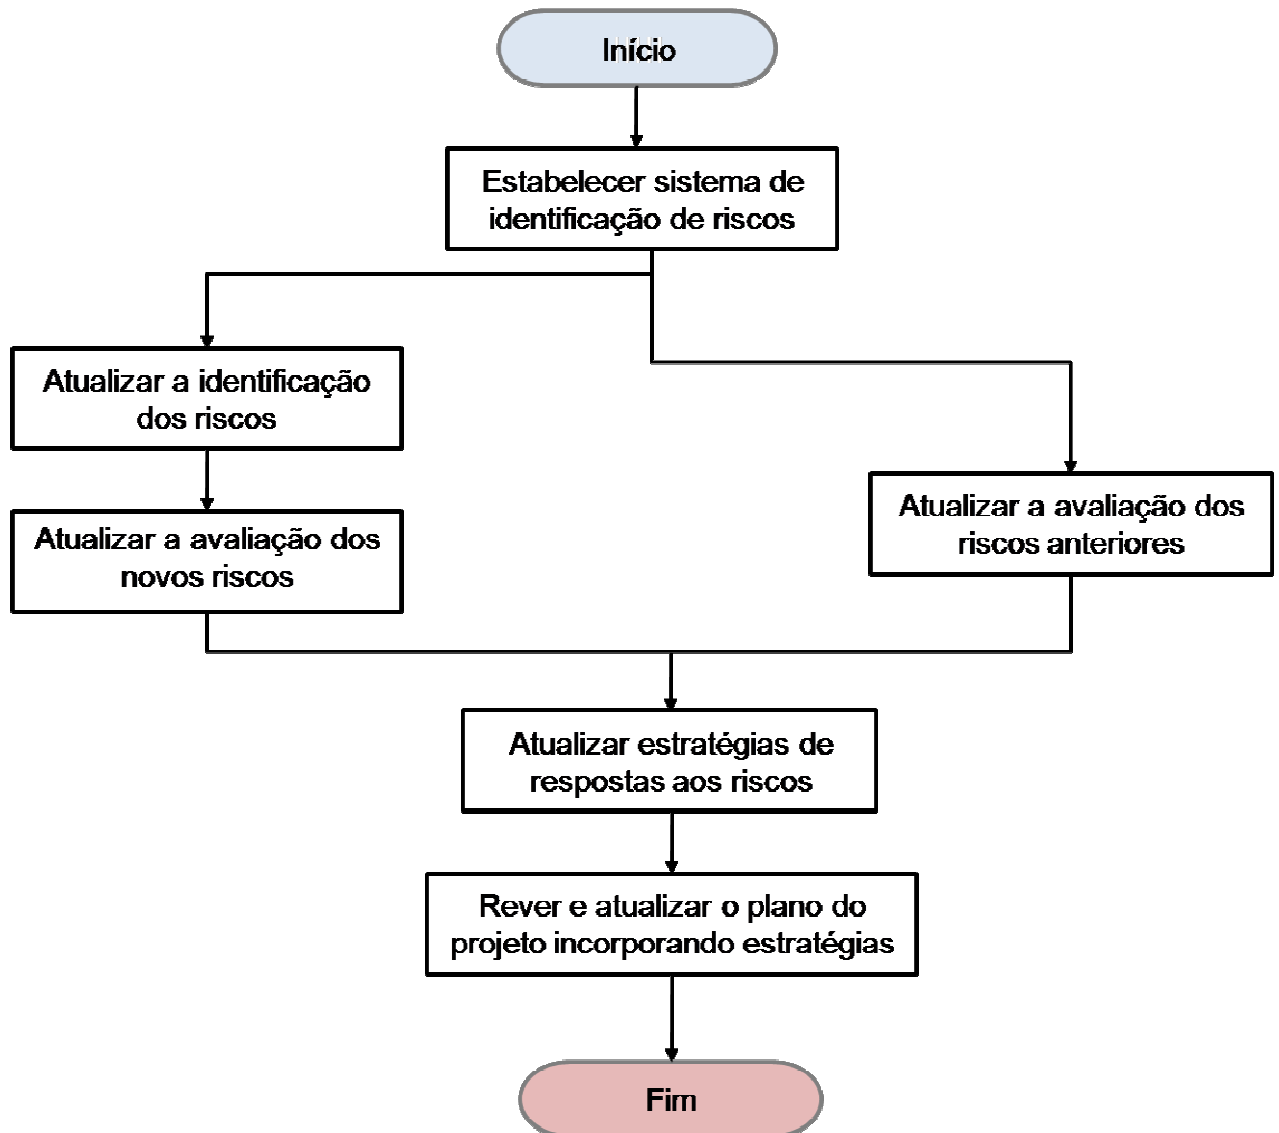 Início
Estabelecer sistema de
identificação de riscos
Atualizar a identificação
dos riscos
Atualizar a avaliação dos
novos riscos
Atualizar a avaliação dos
riscos anteriores
Atualizar estratégias de
respostas aos riscos
Rever e atualizar o plano do
projeto incorporando estratégias
Fim